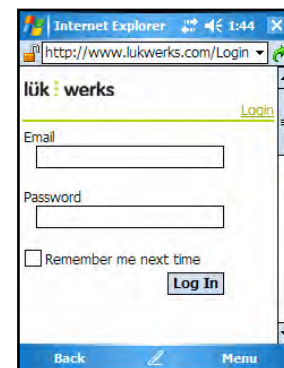 Internet Explorer 1:44
http://www.lukwerks.com/Login
lük werks
Login
Email
Password
Remember me next time
Log In
Back Menu